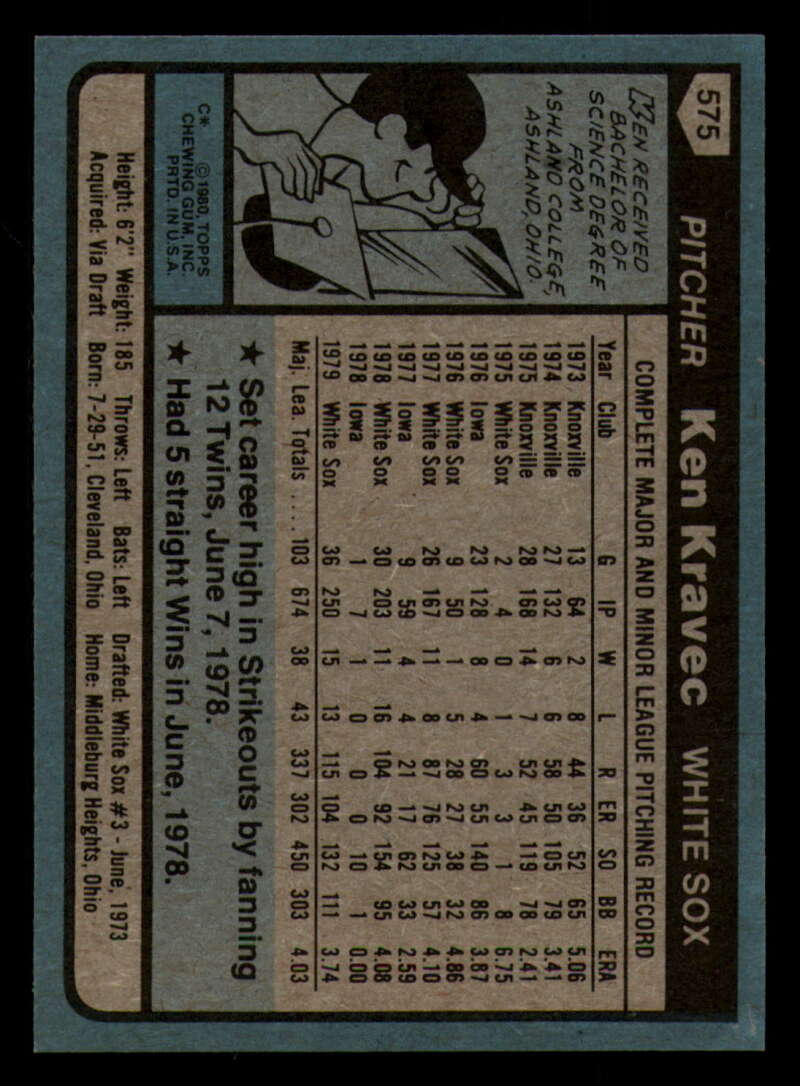 575
PITCHER Ken Kravec WHITE SOX
KEN RECEIVED
BACHELOR OF
SCIENCE DEGREE
FROM
ASHLAND COLLEGE,
ASHLAND, OHIO.
C* © 1980, TOPPS
CHEWING GUM, INC.
PRTD. IN U.S.A.
COMPLETE MAJOR AND MINOR LEAGUE PITCHING RECORD
Year Club G IP W L R ER SO BB ERA
1973 Knoxville 13 64 2 8 44 36 52 65 5.06
1974 Knoxville 27 132 6 6 58 50 105 79 3.41
1975 Knoxville 28 168 14 7 52 45 119 78 2.41
1975 White Sox 2 4 0 1 3 3 1 8 6.75
1976 Iowa 23 128 8 4 60 55 140 86 3.87
1976 White Sox 9 50 1 5 28 27 38 32 4.86
1977 White Sox 26 167 11 8 87 76 125 57 4.10
1977 Iowa 9 59 4 4 21 17 62 33 2.59
1978 White Sox 30 203 11 16 104 92 154 95 4.08
1978 Iowa 1 7 1 0 0 0 10 1 0.00
1979 White Sox 36 250 15 13 115 104 132 111 3.74
Maj. Lea. Totals .... 103 674 38 43 337 302 450 303 4.03
★ Set career high in Strikeouts by fanning
12 Twins, June 7, 1978.
★ Had 5 straight Wins in June, 1978.
Height: 6'2" Weight: 185 Throws: Left Bats: Left Drafted: White Sox #3 - June, 1973
Acquired: Via Draft Born: 7-29-51, Cleveland, Ohio Home: Middleburg Heights, Ohio